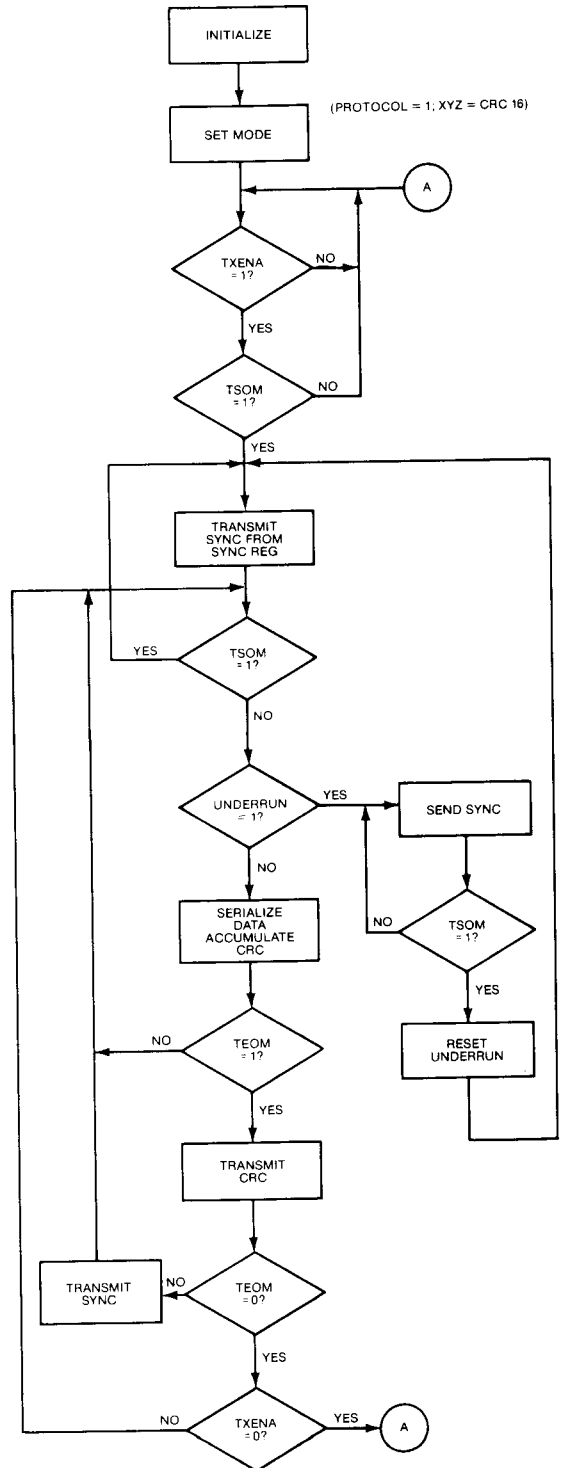 INITIALIZE
SET MODE
(PROTOCOL = 1; XYZ = CRC 16)
A
TXENA
= 1?
NO
YES
TSOM
= 1?
NO
YES
TRANSMIT
SYNC FROM
SYNC REG
TSOM
= 1?
YES
NO
UNDERRUN
= 1?
YES
SEND SYNC
NO
SERIALIZE
DATA
ACCUMULATE
CRC
TSOM
= 1?
NO
YES
RESET
UNDERRUN
TEOM
= 1?
NO
YES
TRANSMIT
CRC
TEOM
= 0?
NO
TRANSMIT
SYNC
YES
TXENA
= 0?
NO
YES
A